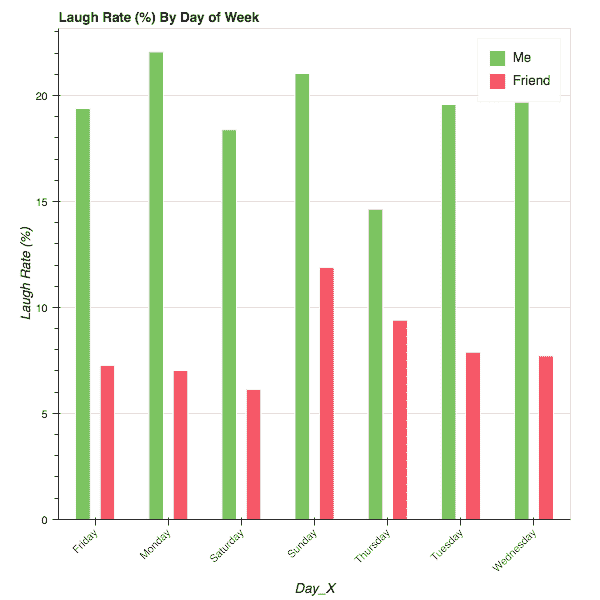 Laugh Rate (%) By Day of Week
Me
Friend
Laugh Rate (%)
20
15
10
5
0
Friday
Monday
Saturday
Sunday
Thursday
Tuesday
Wednesday
Day_X